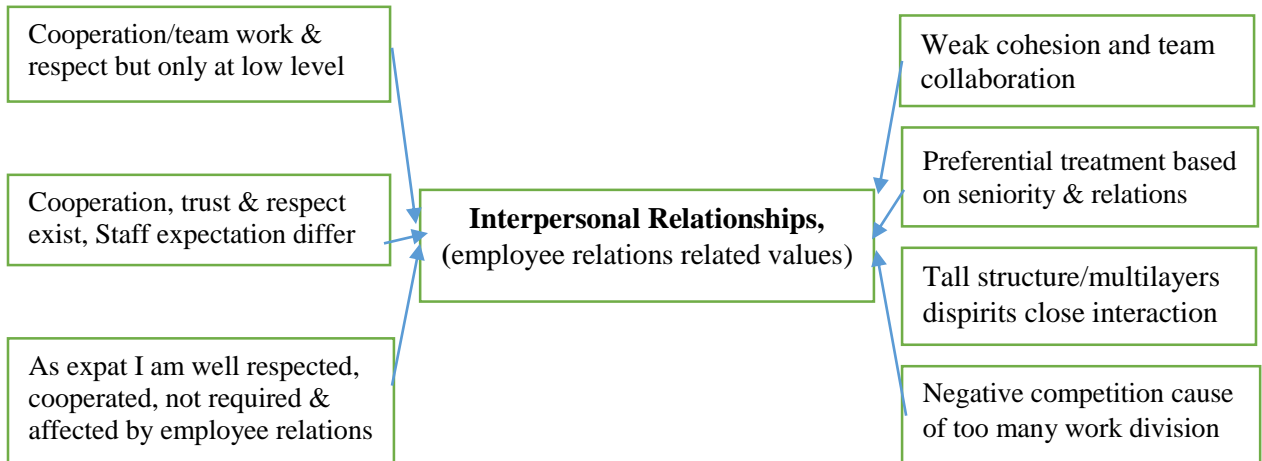 Cooperation/team work &
respect but only at low level
Cooperation, trust & respect
exist, Staff expectation differ
As expat I am well respected,
cooperated, not required &
affected by employee relations
Interpersonal Relationships,
(employee relations related values)
Weak cohesion and team
collaboration
Preferential treatment based
on seniority & relations
Tall structure/multilayers
dispirits close interaction
Negative competition cause
of too many work division